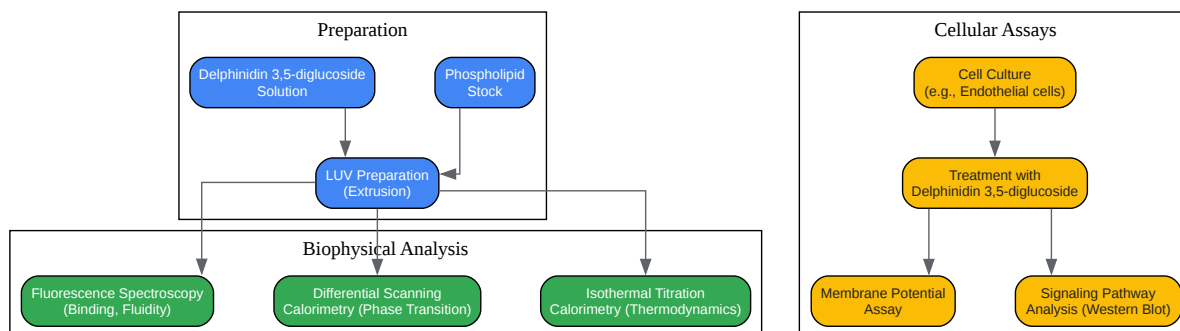 Preparation
Delphinidin 3,5-diglucoside
Solution
Phospholipid
Stock
LUV Preparation
(Extrusion)
Biophysical Analysis
Fluorescence Spectroscopy
(Binding, Fluidity)
Differential Scanning
Calorimetry (Phase Transition)
Isothermal Titration
Calorimetry (Thermodynamics)
Cellular Assays
Cell Culture
(e.g., Endothelial cells)
Treatment with
Delphinidin 3,5-diglucoside
Membrane Potential
Assay
Signaling Pathway
Analysis (Western Blot)